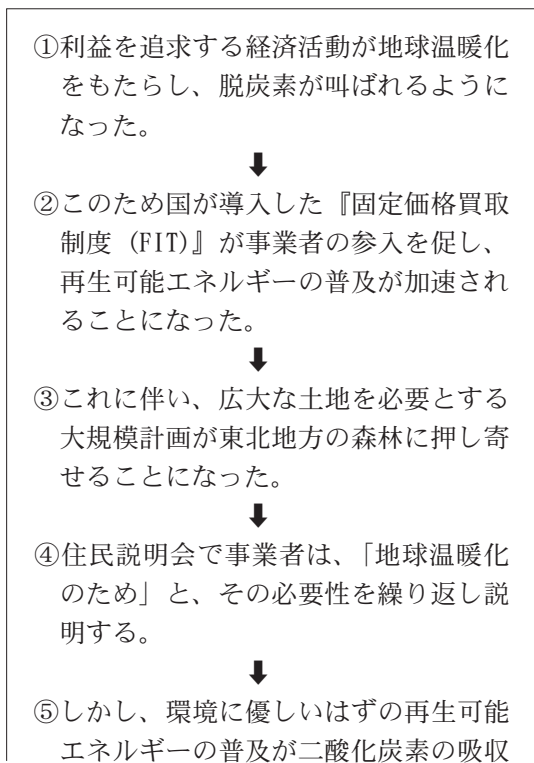 ①利益を追求する経済活動が地球温暖化
をもたらし、脱炭素が叫ばれるように
なった。
⬇
②このため国が導入した『固定価格買取
制度 (FIT)』が事業者の参入を促し、
再生可能エネルギーの普及が加速され
ることになった。
⬇
③これに伴い、広大な土地を必要とする
大規模計画が東北地方の森林に押し寄
せることになった。
⬇
④住民説明会で事業者は、「地球温暖化
のため」と、その必要性を繰り返し説
明する。
⬇
⑤しかし、環境に優しいはずの再生可能
エネルギーの普及が二酸化炭素の吸収